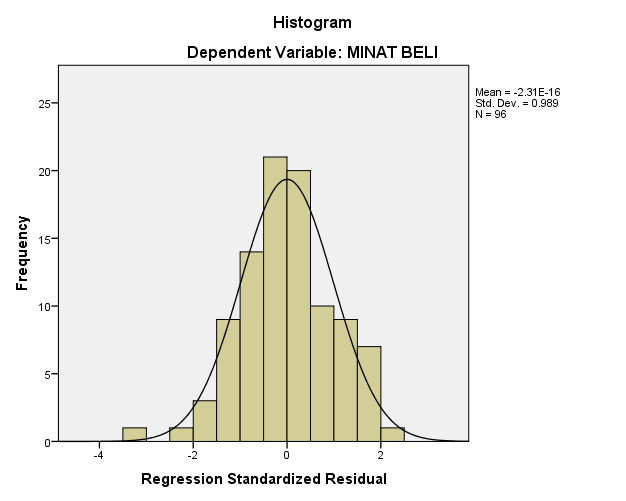 Histogram
Dependent Variable: MINAT BELI
Mean = -2.31E-16
Std. Dev. = 0.989
N = 96
Frequency
25
20
15
10
5
0
-4 -2 0 2
Regression Standardized Residual